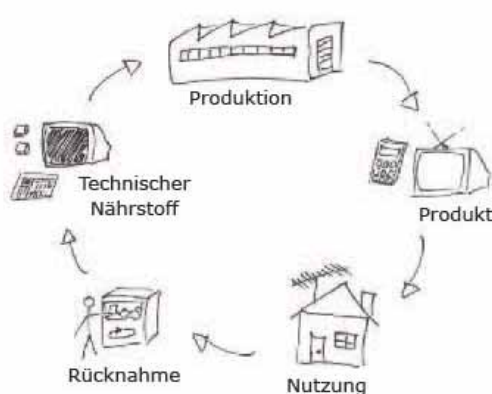 Produktion
Produkt
Nutzung
Rücknahme
Technischer
Nährstoff